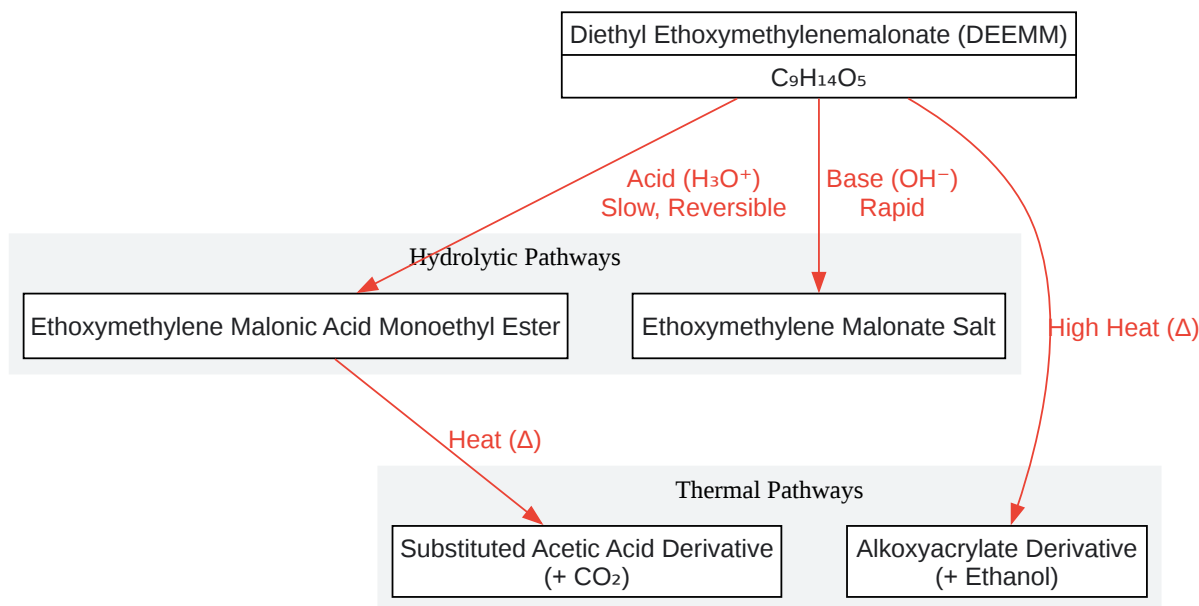 Diethyl Ethoxymethylenemalonate (DEEMM)
C₉H₁₄O₅
Acid (H₃O⁺)
Slow, Reversible
Base (OH⁻)
Rapid
Hydrolytic Pathways
Ethoxymethylene Malonic Acid Monoethyl Ester
Ethoxymethylene Malonate Salt
High Heat (Δ)
Heat (Δ)
Thermal Pathways
Substituted Acetic Acid Derivative
(+ CO₂)
Alkoxyacrylate Derivative
(+ Ethanol)